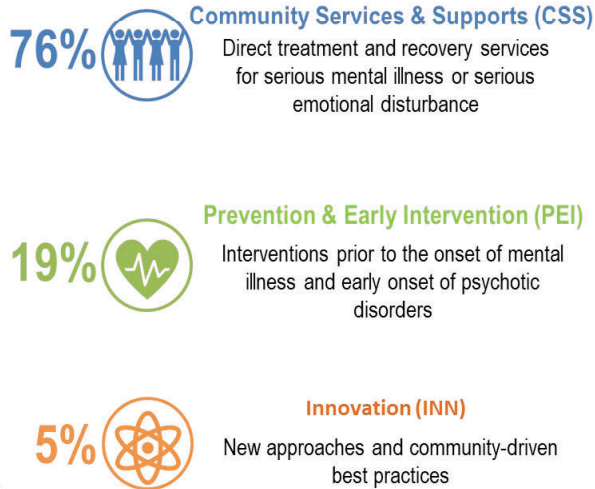 76%
Community Services & Supports (CSS)
Direct treatment and recovery services
for serious mental illness or serious
emotional disturbance
19%
Prevention & Early Intervention (PEI)
Interventions prior to the onset of mental
illness and early onset of psychotic
disorders
5%
Innovation (INN)
New approaches and community-driven
best practices